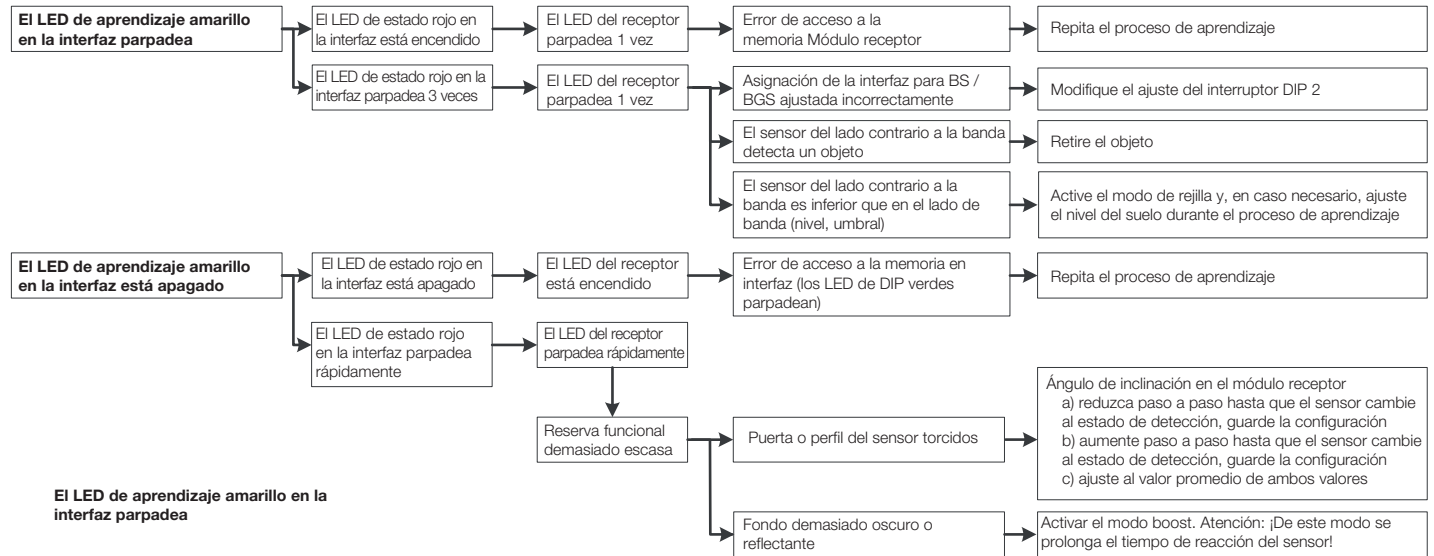 El LED de aprendizaje amarillo
en la interfaz parpadea
El LED de estado rojo en
la interfaz está encendido
El LED del receptor
parpadea 1 vez
Error de acceso a la
memoria Módulo receptor
Repita el proceso de aprendizaje
El LED de estado rojo en la
interfaz parpadea 3 veces
El LED del receptor
parpadea 1 vez
Asignación de la interfaz para BS /
BGS ajustada incorrectamente
Modifique el ajuste del interruptor DIP 2
El sensor del lado contrario a la banda
detecta un objeto
Retire el objeto
El sensor del lado contrario a la
banda es inferior que en el lado de
banda (nivel, umbral)
Active el modo de rejilla y, en caso necesario, ajuste
el nivel del suelo durante el proceso de aprendizaje
El LED de aprendizaje amarillo
en la interfaz está apagado
El LED de estado rojo en
la interfaz está apagado
El LED del receptor
está encendido
Error de acceso a la memoria en
interfaz (los LED de DIP verdes
parpadean)
Repita el proceso de aprendizaje
El LED de estado rojo
en la interfaz parpadea
rápidamente
El LED del receptor
parpadea rápidamente
Reserva funcional
demasiado escasa
Puerta o perfil del sensor torcidos
Ángulo de inclinación en el módulo receptor
a) reduzca paso a paso hasta que el sensor cambie
al estado de detección, guarde la configuración
b) aumente paso a paso hasta que el sensor cambie
al estado de detección, guarde la configuración
c) ajuste al valor promedio de ambos valores
El LED de aprendizaje amarillo en la
interfaz parpadea
Fondo demasiado oscuro o
reflectante
Activar el modo boost. Atención: ¡De este modo se
prolonga el tiempo de reacción del sensor!